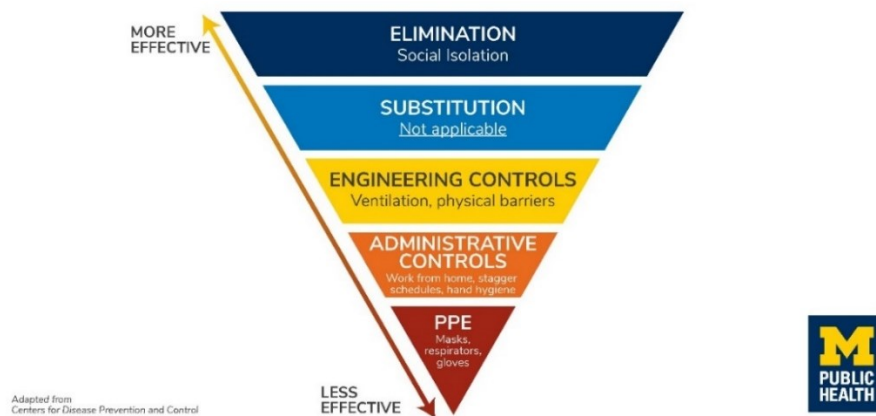 MORE
EFFECTIVE
ELIMINATION
Social Isolation
SUBSTITUTION
Not applicable
ENGINEERING CONTROLS
Ventilation, physical barriers
ADMINISTRATIVE
CONTROLS
Work from home, stagger
schedules, hand hygiene
PPE
Masks,
respirators,
gloves
LESS
EFFECTIVE
Adapted from
Centers for Disease Prevention and Control
M
PUBLIC
HEALTH